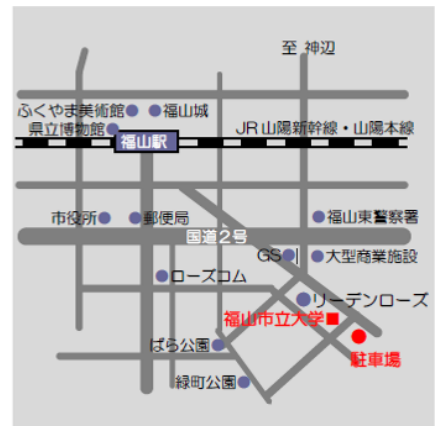 至 神辺
ふくやま美術館 福山城
県立博物館
福山駅
JR山陽新幹線・山陽本線
市役所 郵便局
福山東警察署
国道2号
GS 大型商業施設
ローズコム
リーデンローズ
福山市立大学
ばら公園
駐車場
緑町公園